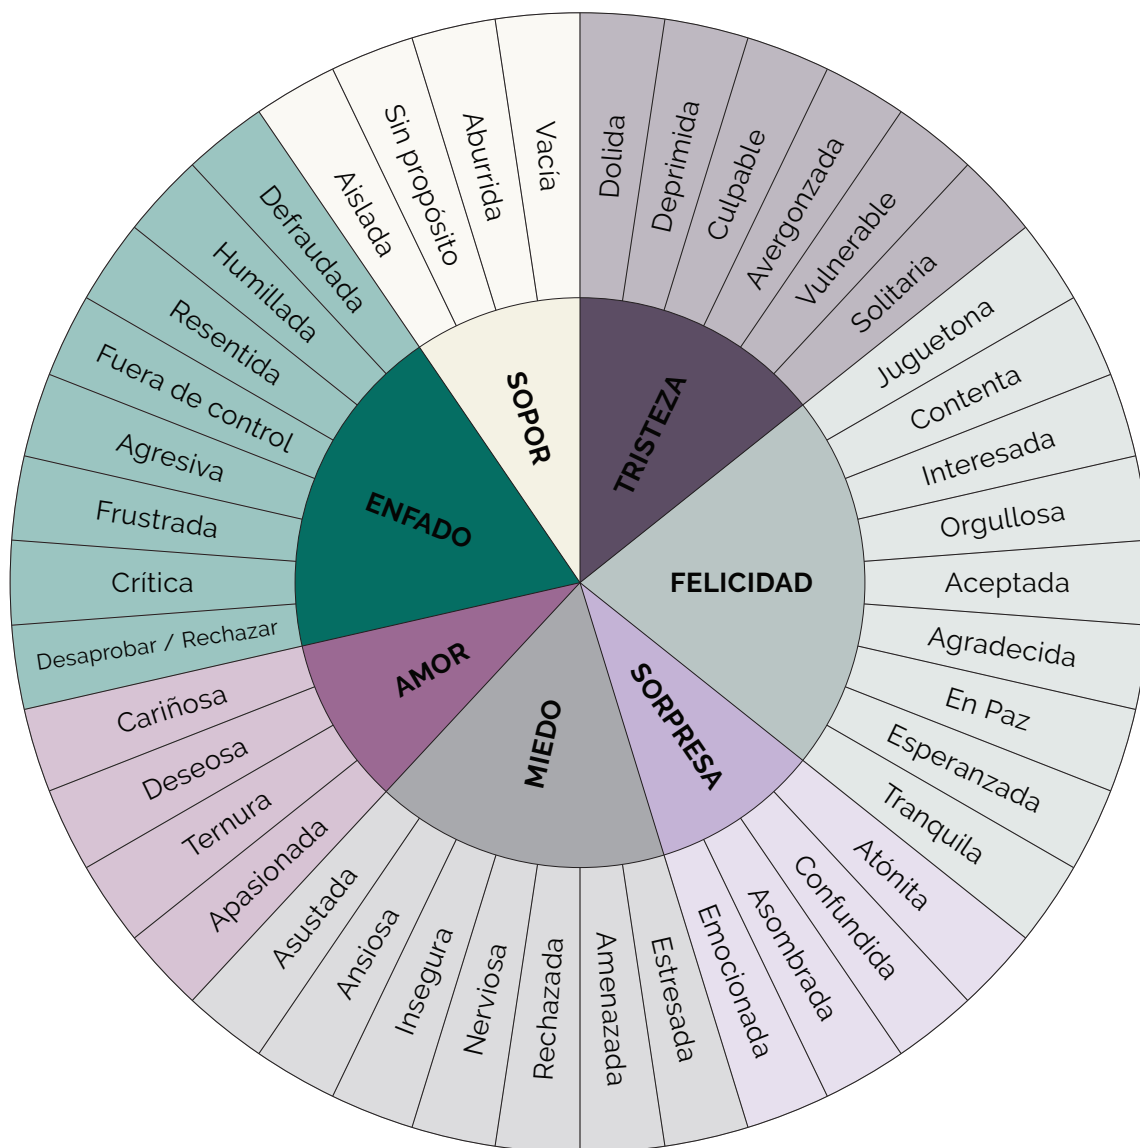 TRISTEZA
Dolida
Deprimida
Culpable
Avergonzada
Vulnerable
Solitaria
FELICIDAD
Juguetona
Contenta
Interesada
Orgullosa
Aceptada
Agradecida
En Paz
Esperanzada
Tranquila
SORPRESA
Atónita
Confundida
Asombrada
Emocionada
MIEDO
Estresada
Amenazada
Rechazada
Nerviosa
Insegura
Ansiosa
Asustada
AMOR
Apasionada
Ternura
Deseosa
Cariñosa
ENFADO
Desaprobar / Rechazar
Crítica
Frustrada
Agresiva
Fuera de control
Resentida
Humillada
Defraudada
SOPOR
Aislada
Sin propósito
Aburrida
Vacía